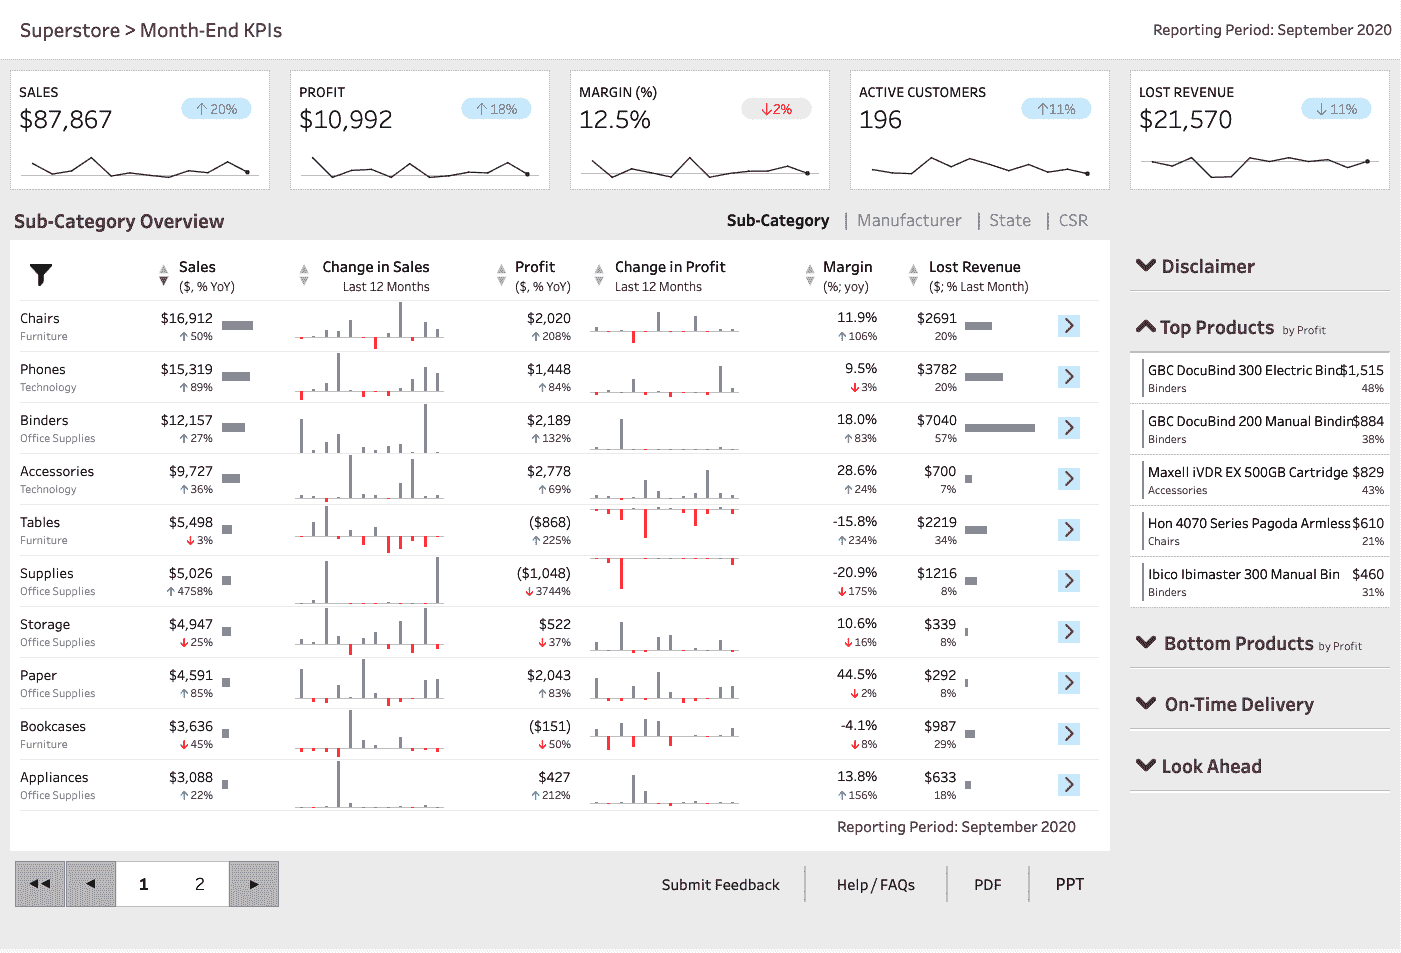 Superstore > Month-End KPIs
Reporting Period: September 2020
SALES
$87,867
↑ 20%
PROFIT
$10,992
↑ 18%
MARGIN (%)
12.5%
↓2%
ACTIVE CUSTOMERS
196
↑11%
LOST REVENUE
$21,570
↓ 11%
Sub-Category Overview
Sub-Category | Manufacturer | State | CSR
Sales
($, % YoY)
Change in Sales
Last 12 Months
Profit
($, % YoY)
Change in Profit
Last 12 Months
Margin
(%; yoy)
Lost Revenue
($; % Last Month)
Chairs $16,912 $2,020 11.9% $2691
Furniture ↑ 50% ↑ 208% ↑ 106% 20%
Phones $15,319 $1,448 9.5% $3782
Technology ↑ 89% ↑ 84% ↓ 3% 20%
Binders $12,157 $2,189 18.0% $7040
Office Supplies ↑ 27% ↑ 132% ↑ 83% 57%
Accessories $9,727 $2,778 28.6% $700
Technology ↑ 36% ↑ 69% ↑ 24% 7%
Tables $5,498 ($868) -15.8% $2219
Furniture ↓ 3% ↑ 225% ↑ 234% 34%
Supplies $5,026 ($1,048) -20.9% $1216
Office Supplies ↑ 4758% ↓ 3744% ↓ 175% 8%
Storage $4,947 $522 10.6% $339
Office Supplies ↓ 25% ↓ 37% ↓ 16% 8%
Paper $4,591 $2,043 44.5% $292
Office Supplies ↑ 85% ↑ 83% ↓ 2% 8%
Bookcases $3,636 ($151) -4.1% $987
Furniture ↓ 45% ↓ 50% ↓ 8% 29%
Appliances $3,088 $427 13.8% $633
Office Supplies ↑ 22% ↑ 212% ↑ 156% 18%
Reporting Period: September 2020
Disclaimer
Top Products by Profit
GBC DocuBind 300 Electric Bind $1,515
Binders 48%
GBC DocuBind 200 Manual Bindin $884
Binders 38%
Maxell iVDR EX 500GB Cartridge $829
Accessories 43%
Hon 4070 Series Pagoda Armless $610
Chairs 21%
Ibico Ibimaster 300 Manual Bin $460
Binders 31%
Bottom Products by Profit
On-Time Delivery
Look Ahead
1 2
Submit Feedback
Help / FAQs
PDF
PPT